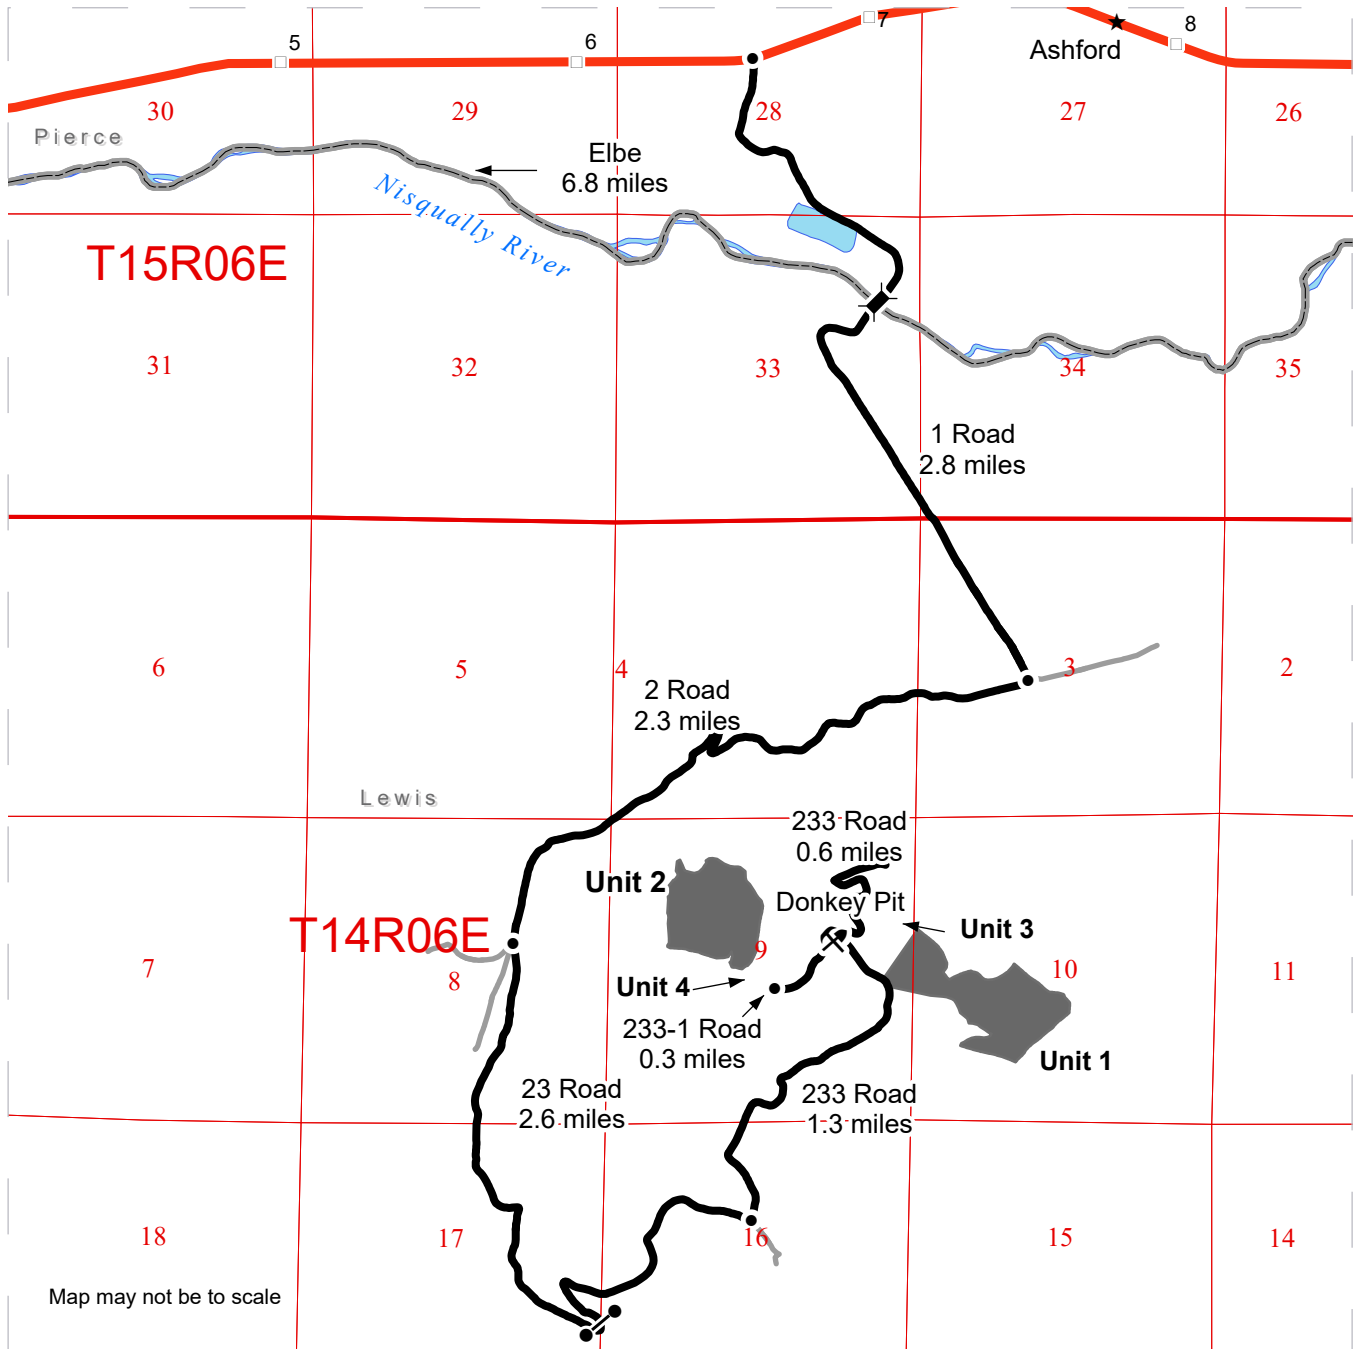 5
6
7
8
Ashford
30
29
28
27
26
Pierce
Elbe
6.8 miles
Nisqually River
T15R06E
31
32
33
34
35
1 Road
2.8 miles
6
5
4
3
2
2 Road
2.3 miles
Lewis
233 Road
0.6 miles
Unit 2
Donkey Pit
T14R06E
Unit 3
7
8
9
10
11
Unit 4
233-1 Road
0.3 miles
Unit 1
23 Road
2.6 miles
233 Road
1.3 miles
18
17
16
15
14
Map may not be to scale